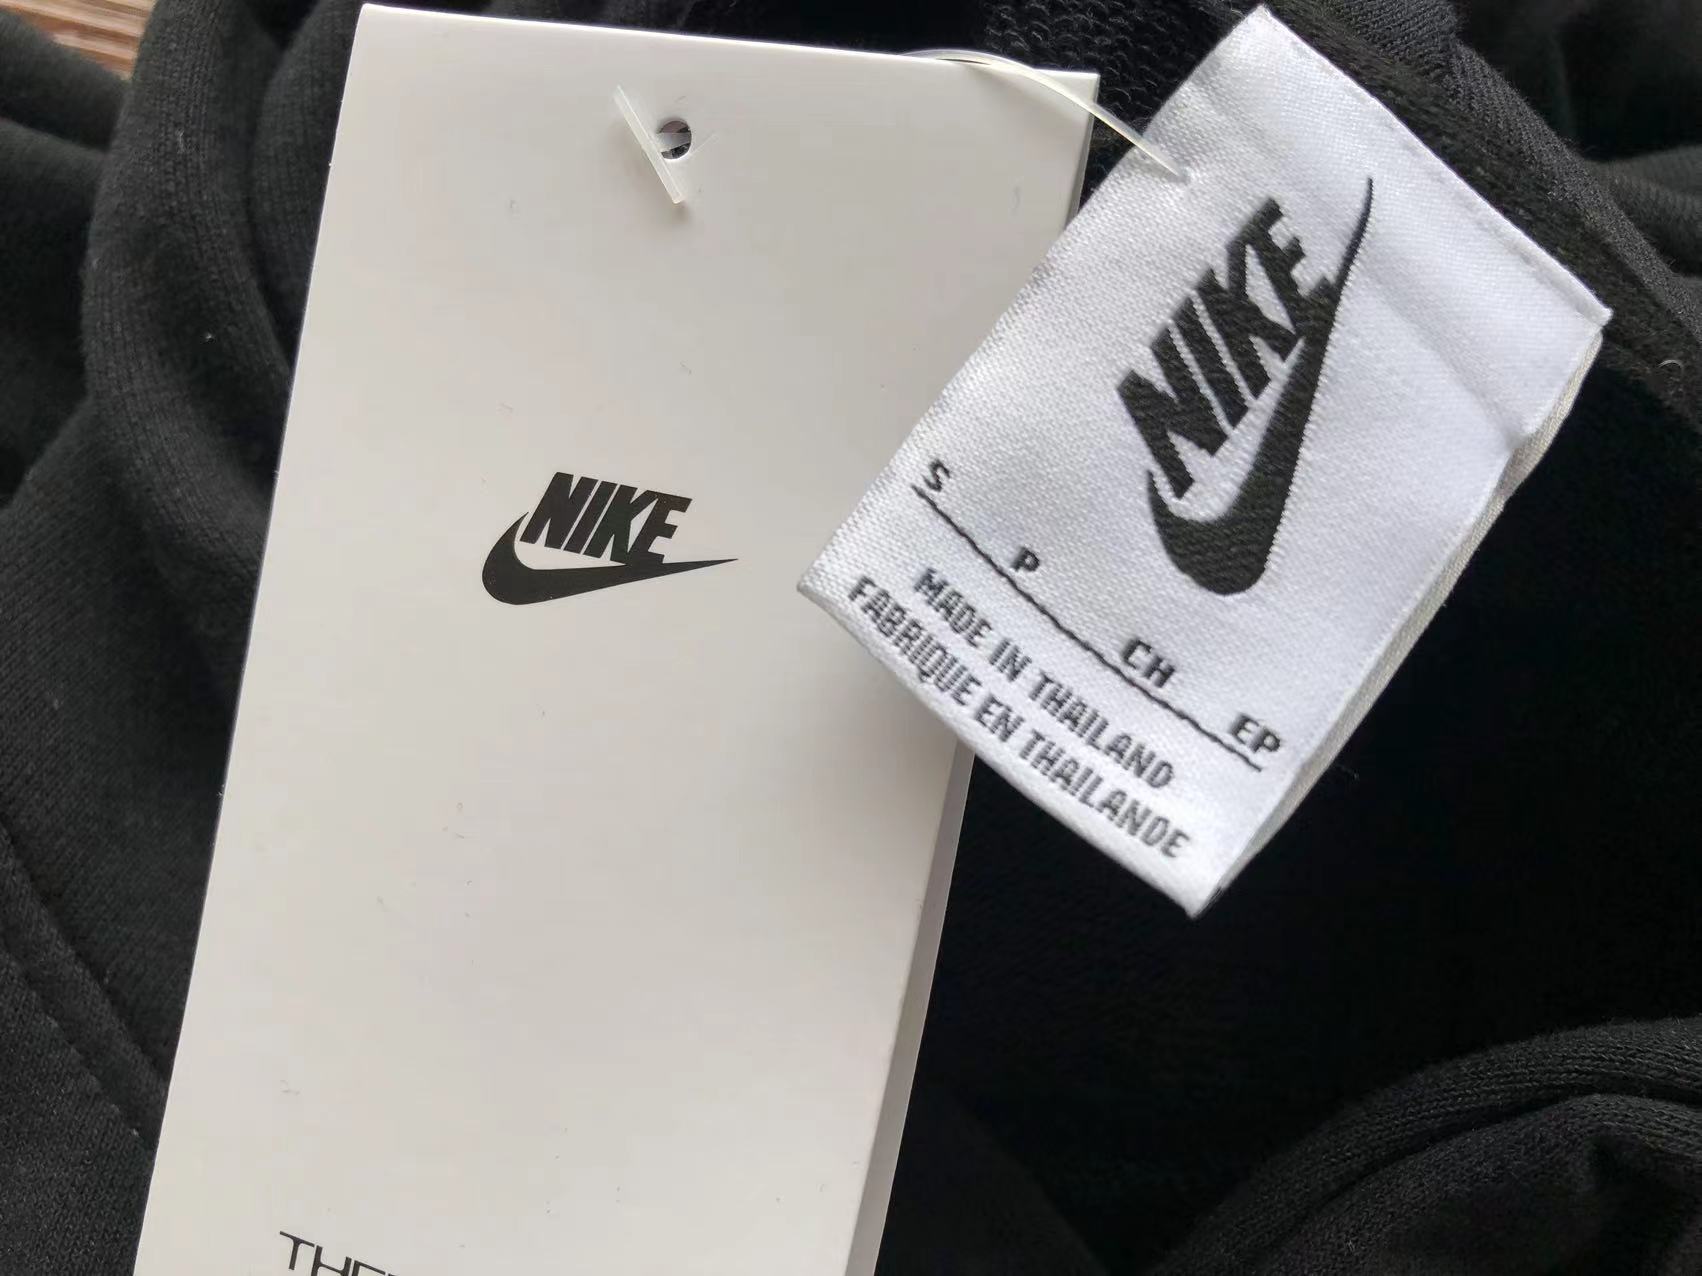 NIKE
NIKE
S P CH EP
MADE IN THAILAND
FABRIQUE EN THAILANDE